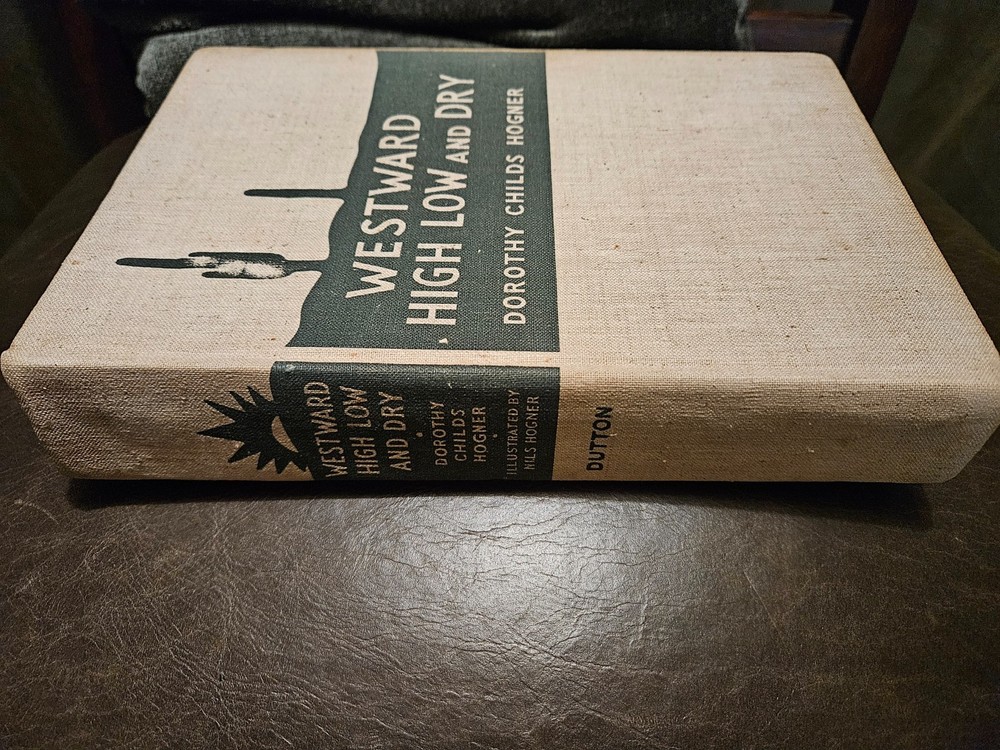 WESTWARD
HIGH LOW AND DRY
DOROTHY CHILDS HOGNER
WESTWARD
HIGH LOW
AND DRY
DOROTHY
CHILDS
HOGNER
ILLUSTRATED BY
NILS HOGNER
DUTTON